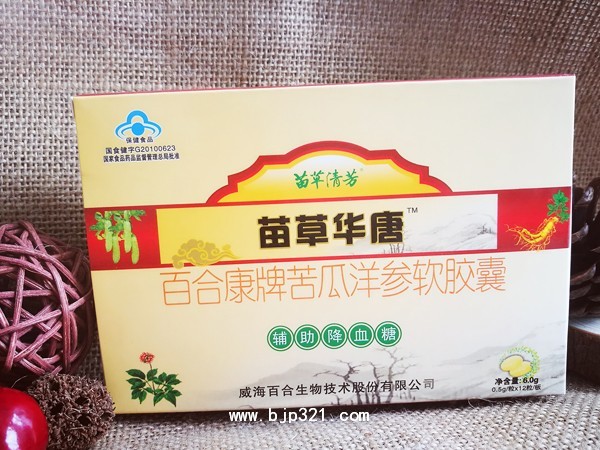 保健食品
国食健字G20100623
国家食品药品监督管理总局批准
苗草清芳®
苗草华唐™
百合康牌苦瓜洋参软胶囊
辅助降血糖
净含量:6.0g
0.5g/粒x12粒/板
威海百合生物技术股份有限公司
www.bjp321.com